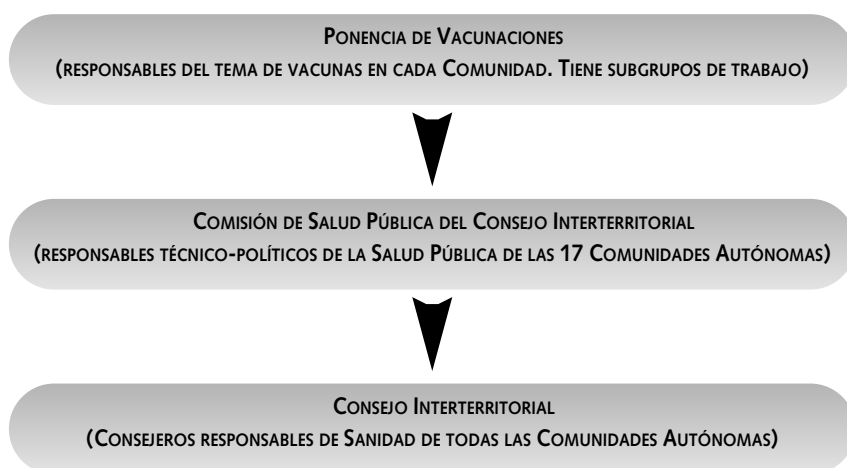 Ponencia de Vacunaciones
(responsables del tema de vacunas en cada Comunidad. Tiene subgrupos de trabajo)
Comisión de Salud Pública del Consejo Interterritorial
(responsables técnico-políticos de la Salud Pública de las 17 Comunidades Autónomas)
Consejo Interterritorial
(Consejeros responsables de Sanidad de todas las Comunidades Autónomas)